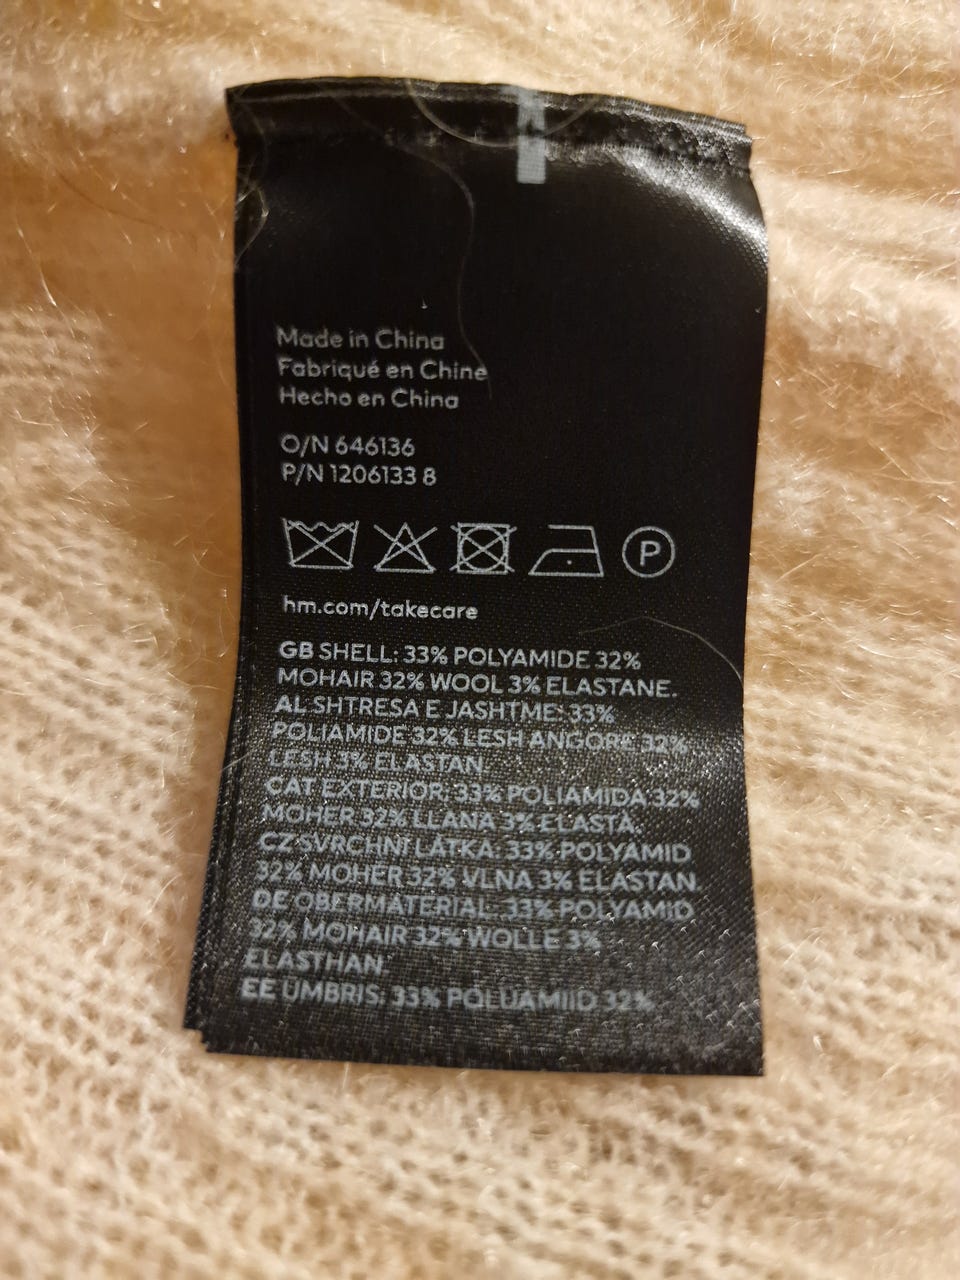 Made in China
Fabriqué en Chine
Hecho en China
O/N 646136
P/N 1206133 8
P
hm.com/takecare
GB SHELL: 33% POLYAMIDE 32%
MOHAIR 32% WOOL 3% ELASTANE.
AL SHTRESA E JASHTME: 33%
POLIAMIDE 32% LESH ANGORE 32%
LESH 3% ELASTAN.
CAT EXTERIOR: 33% POLIAMIDA 32%
MOHER 32% LLANA 3% ELASTÀ.
CZ SVRCHNÍ LÁTKA: 33% POLYAMID
32% MOHER 32% VLNA 3% ELASTAN.
DE OBERMATERIAL: 33% POLYAMID
32% MOHAIR 32% WOLLE 3%
ELASTHAN.
EE ÜMBRIS: 33% POLÜAMIID 32%